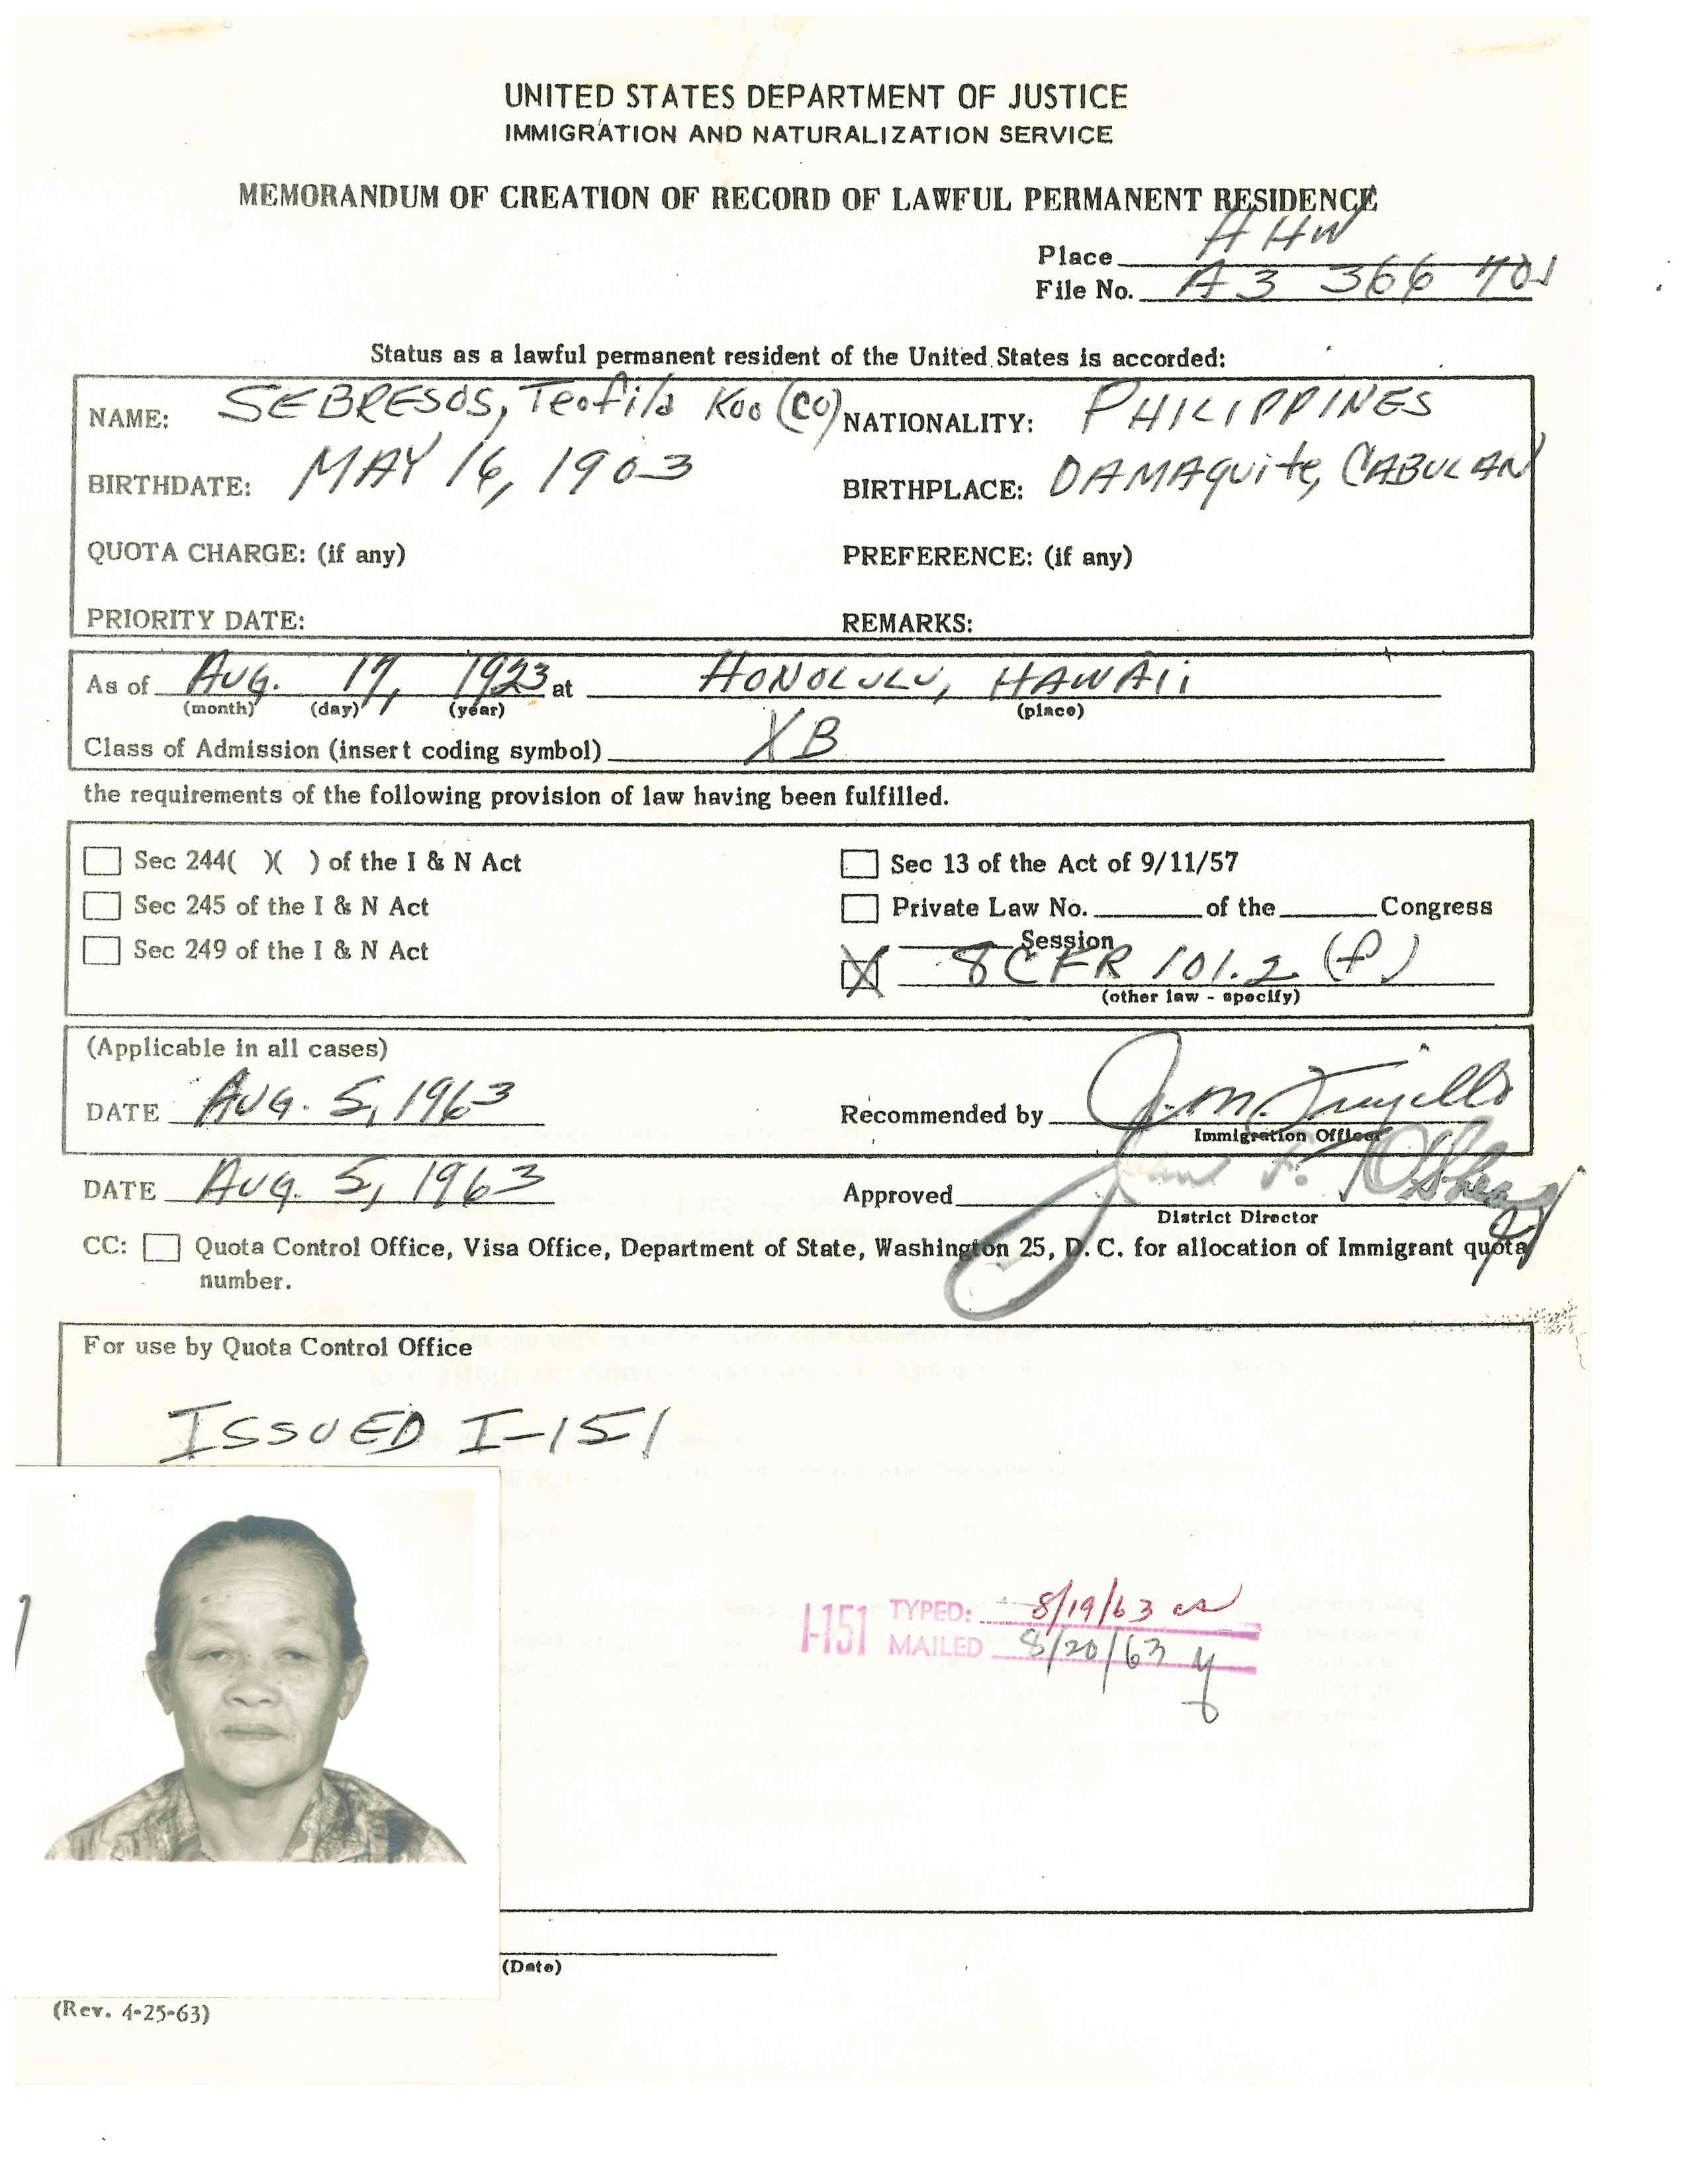 UNITED STATES DEPARTMENT OF JUSTICE
IMMIGRATION AND NATURALIZATION SERVICE
MEMORANDUM OF CREATION OF RECORD OF LAWFUL PERMANENT RESIDENCE
Place HHW
File No. A3 366 701
Status as a lawful permanent resident of the United States is accorded:
NAME: SEBRESOS, Teofila Koo (CO) NATIONALITY: PHILIPPINES
BIRTHDATE: MAY 16, 1903 BIRTHPLACE: DAMAquite, CABULAN
QUOTA CHARGE: (if any) PREFERENCE: (if any)
PRIORITY DATE: REMARKS:
As of AUG. 17, 1923 at HONOLULU, HAWAii
(month) (day) (year) (place)
Class of Admission (insert coding symbol) XB
the requirements of the following provision of law having been fulfilled.
Sec 244( )( ) of the I & N Act Sec 13 of the Act of 9/11/57
Sec 245 of the I & N Act Private Law No. of the Congress
Session
Sec 249 of the I & N Act X 8 CFR 101.2 (f)
(other law - specify)
(Applicable in all cases)
DATE AUG. 5, 1963 Recommended by J.M. Trujillo
Immigration Officer
DATE AUG. 5, 1963 Approved John F. O'Shea
District Director
CC: Quota Control Office, Visa Office, Department of State, Washington 25, D. C. for allocation of Immigrant quota
number.
For use by Quota Control Office
ISSUED I-151
I-151 TYPED: 8/19/63
MAILED 8/20/63
(Date)
(Rev. 4-25-63)